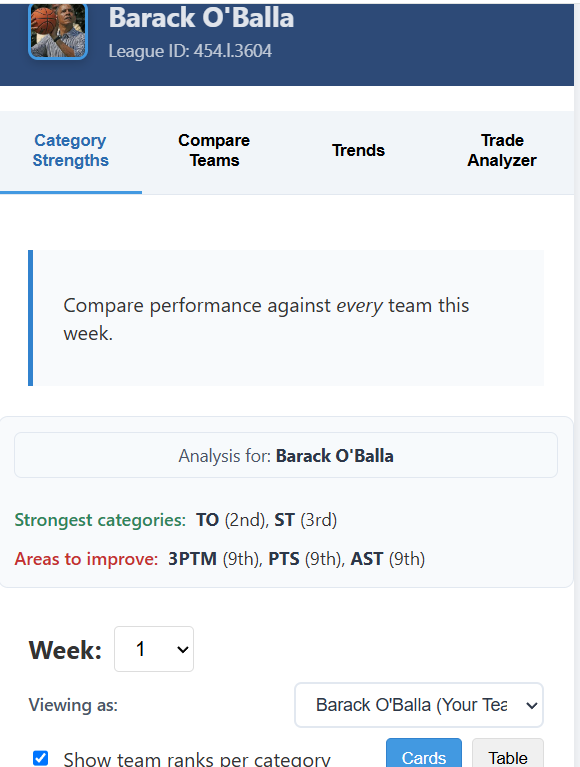 Barack O'Balla
League ID: 454.l.3604
Category
Strengths
Compare
Teams
Trends
Trade
Analyzer
Compare performance against every team this
week.
Analysis for: Barack O'Balla
Strongest categories: TO (2nd), ST (3rd)
Areas to improve: 3PTM (9th), PTS (9th), AST (9th)
Week: 1
Viewing as: Barack O'Balla (Your Tea
Show team ranks per category Cards Table